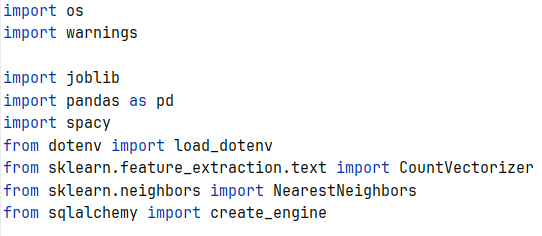 import os
import warnings

import joblib
import pandas as pd
import spacy
from dotenv import load_dotenv
from sklearn.feature_extraction.text import CountVectorizer
from sklearn.neighbors import NearestNeighbors
from sqlalchemy import create_engine